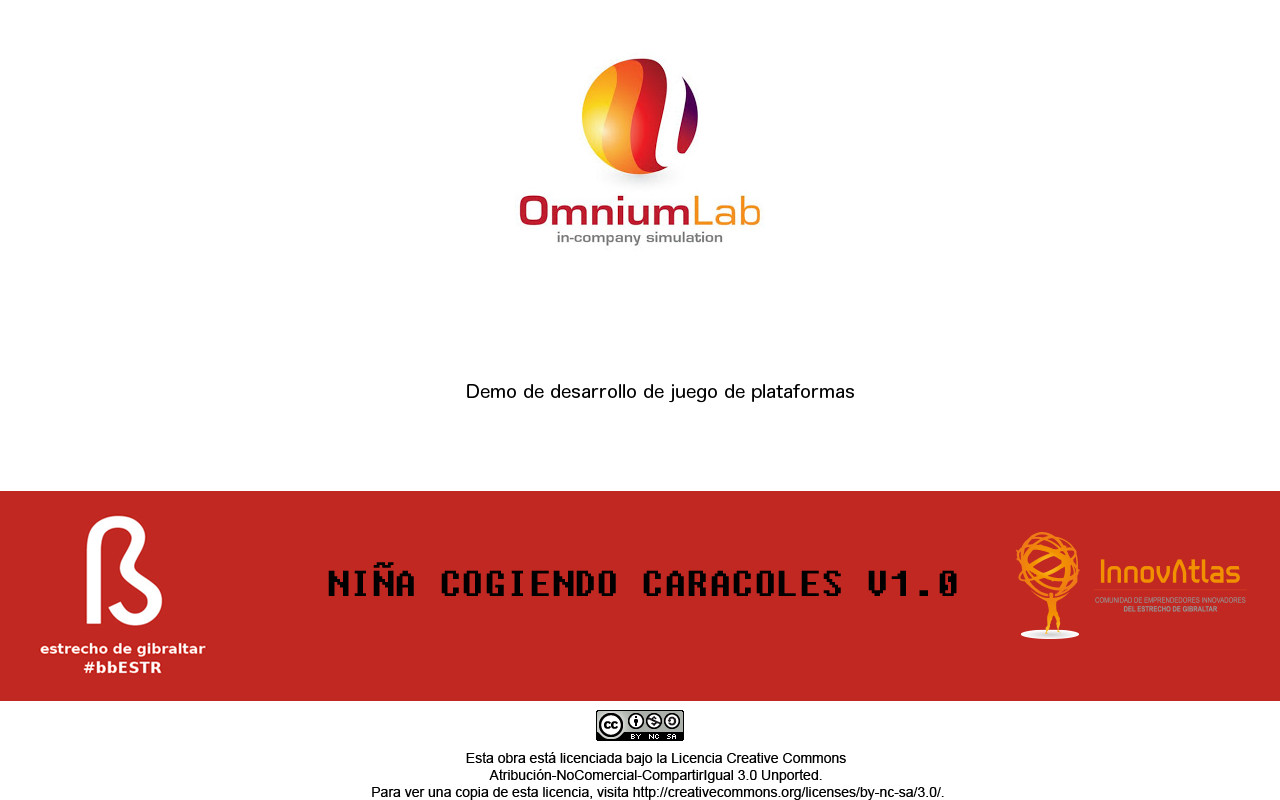 OmniumLab
in-company simulation
Demo de desarrollo de juego de plataformas
estrecho de gibraltar
#bbESTR
NIÑA COGIENDO CARACOLES V1.0
InnovAtlas
COMUNIDAD DE EMPRENDEDORES INNOVADORES
DEL ESTRECHO DE GIBRALTAR
cc
BY NC SA
Esta obra está licenciada bajo la Licencia Creative Commons
Atribución-NoComercial-CompartirIgual 3.0 Unported.
Para ver una copia de esta licencia, visita http://creativecommons.org/licenses/by-nc-sa/3.0/.